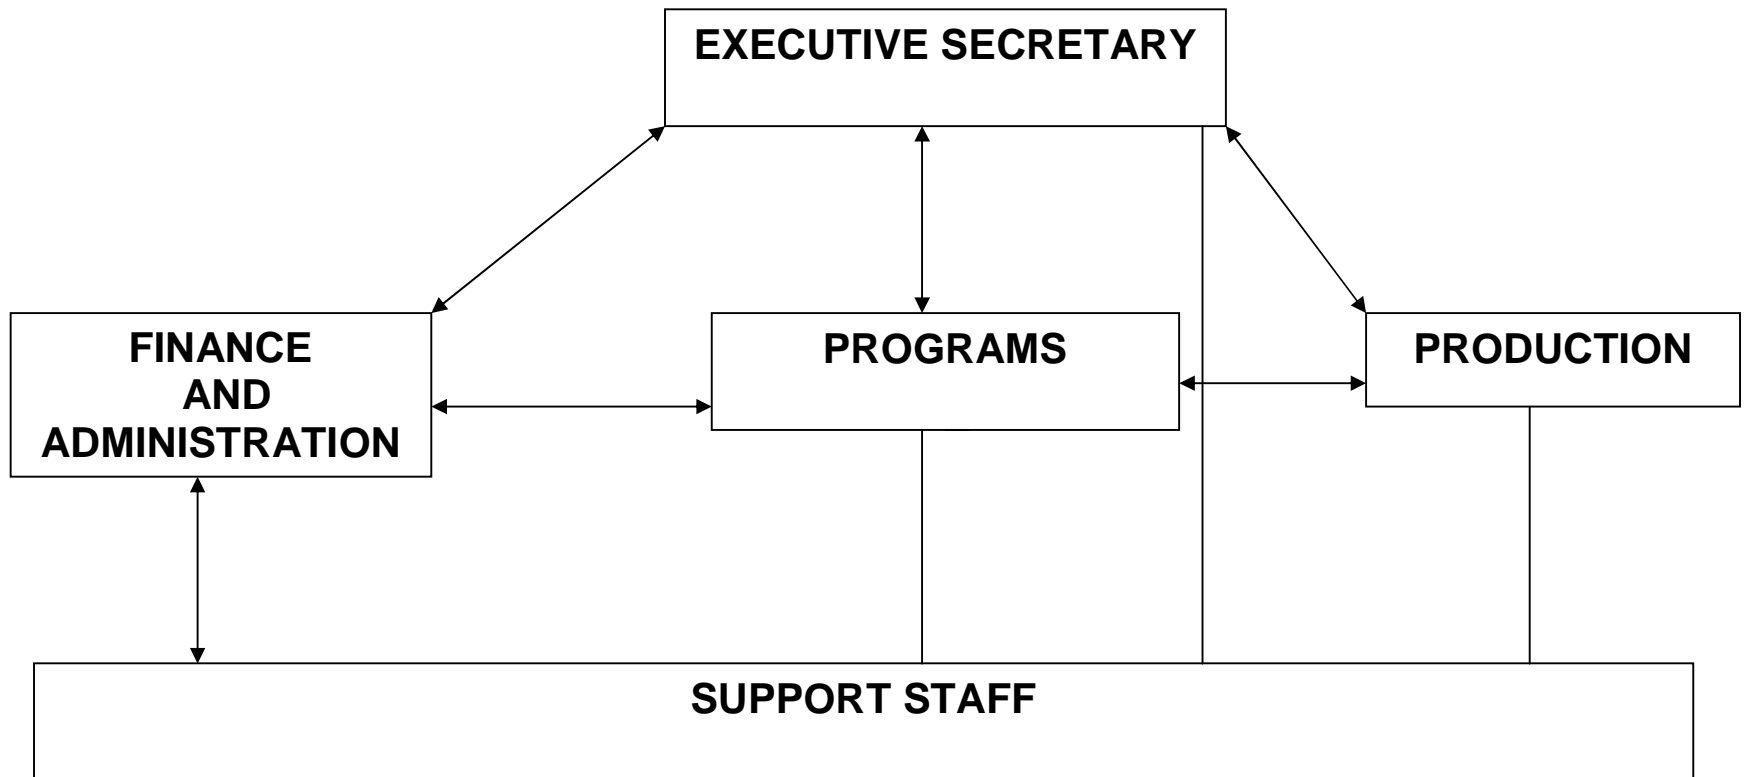 EXECUTIVE SECRETARY
FINANCE
AND
ADMINISTRATION
PROGRAMS
PRODUCTION
SUPPORT STAFF